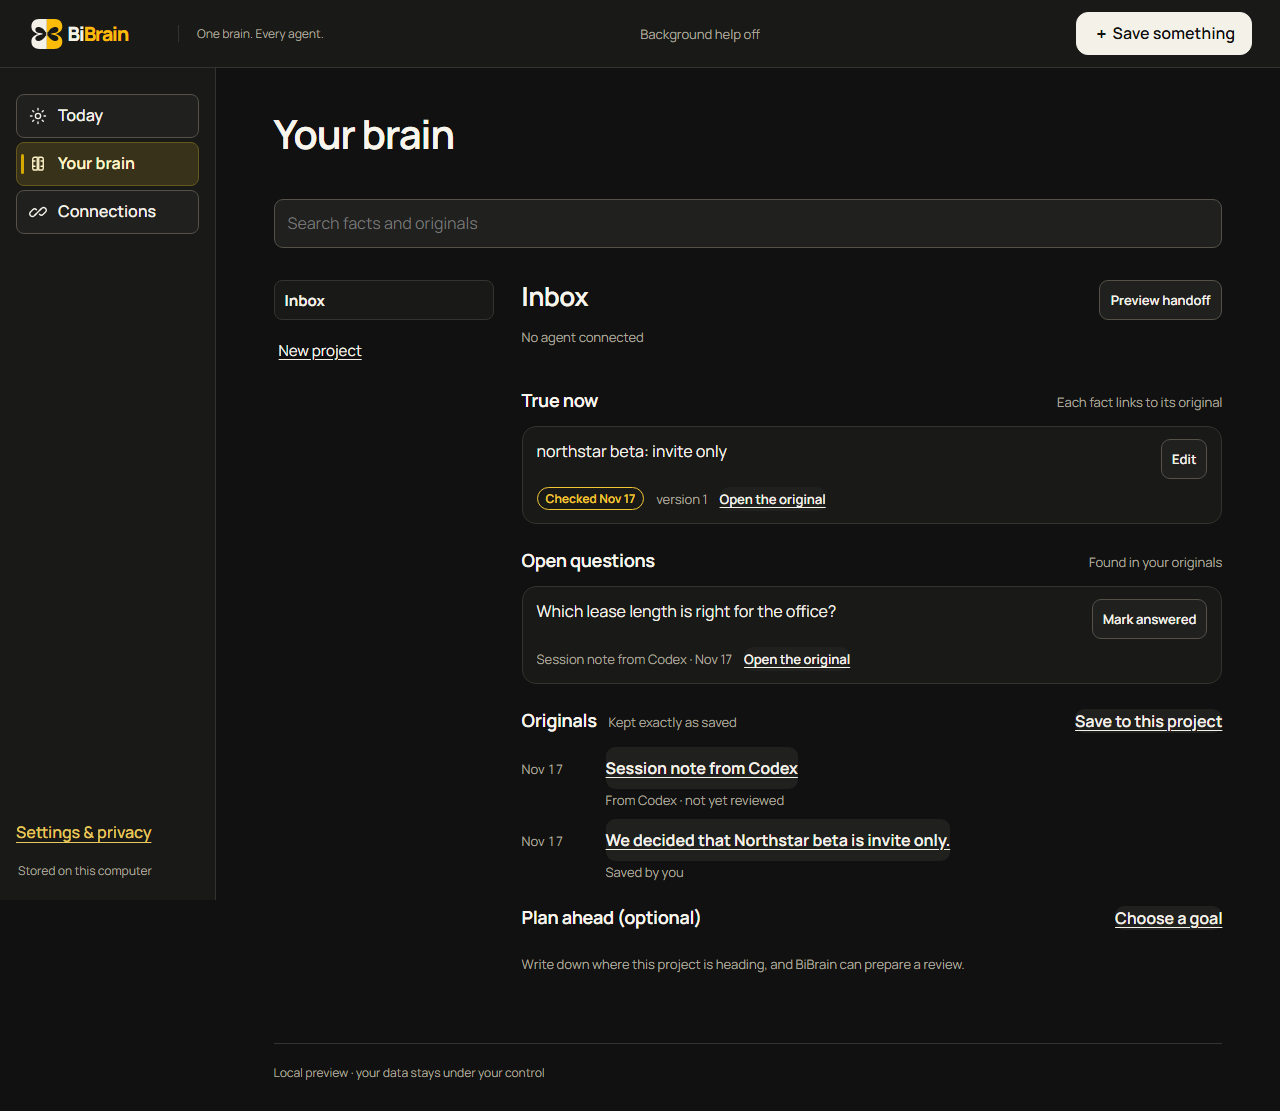 BiBrain
One brain. Every agent.
Background help off
+ Save something
Today
Your brain
Connections
Settings & privacy
Stored on this computer
Your brain
Search facts and originals
Inbox
New project
Inbox
Preview handoff
No agent connected
True now
Each fact links to its original
northstar beta: invite only
Edit
Checked Nov 17
version 1
Open the original
Open questions
Found in your originals
Which lease length is right for the office?
Mark answered
Session note from Codex · Nov 17
Open the original
Originals
Kept exactly as saved
Save to this project
Nov 17
Session note from Codex
From Codex · not yet reviewed
Nov 17
We decided that Northstar beta is invite only.
Saved by you
Plan ahead (optional)
Choose a goal
Write down where this project is heading, and BiBrain can prepare a review.
Local preview · your data stays under your control